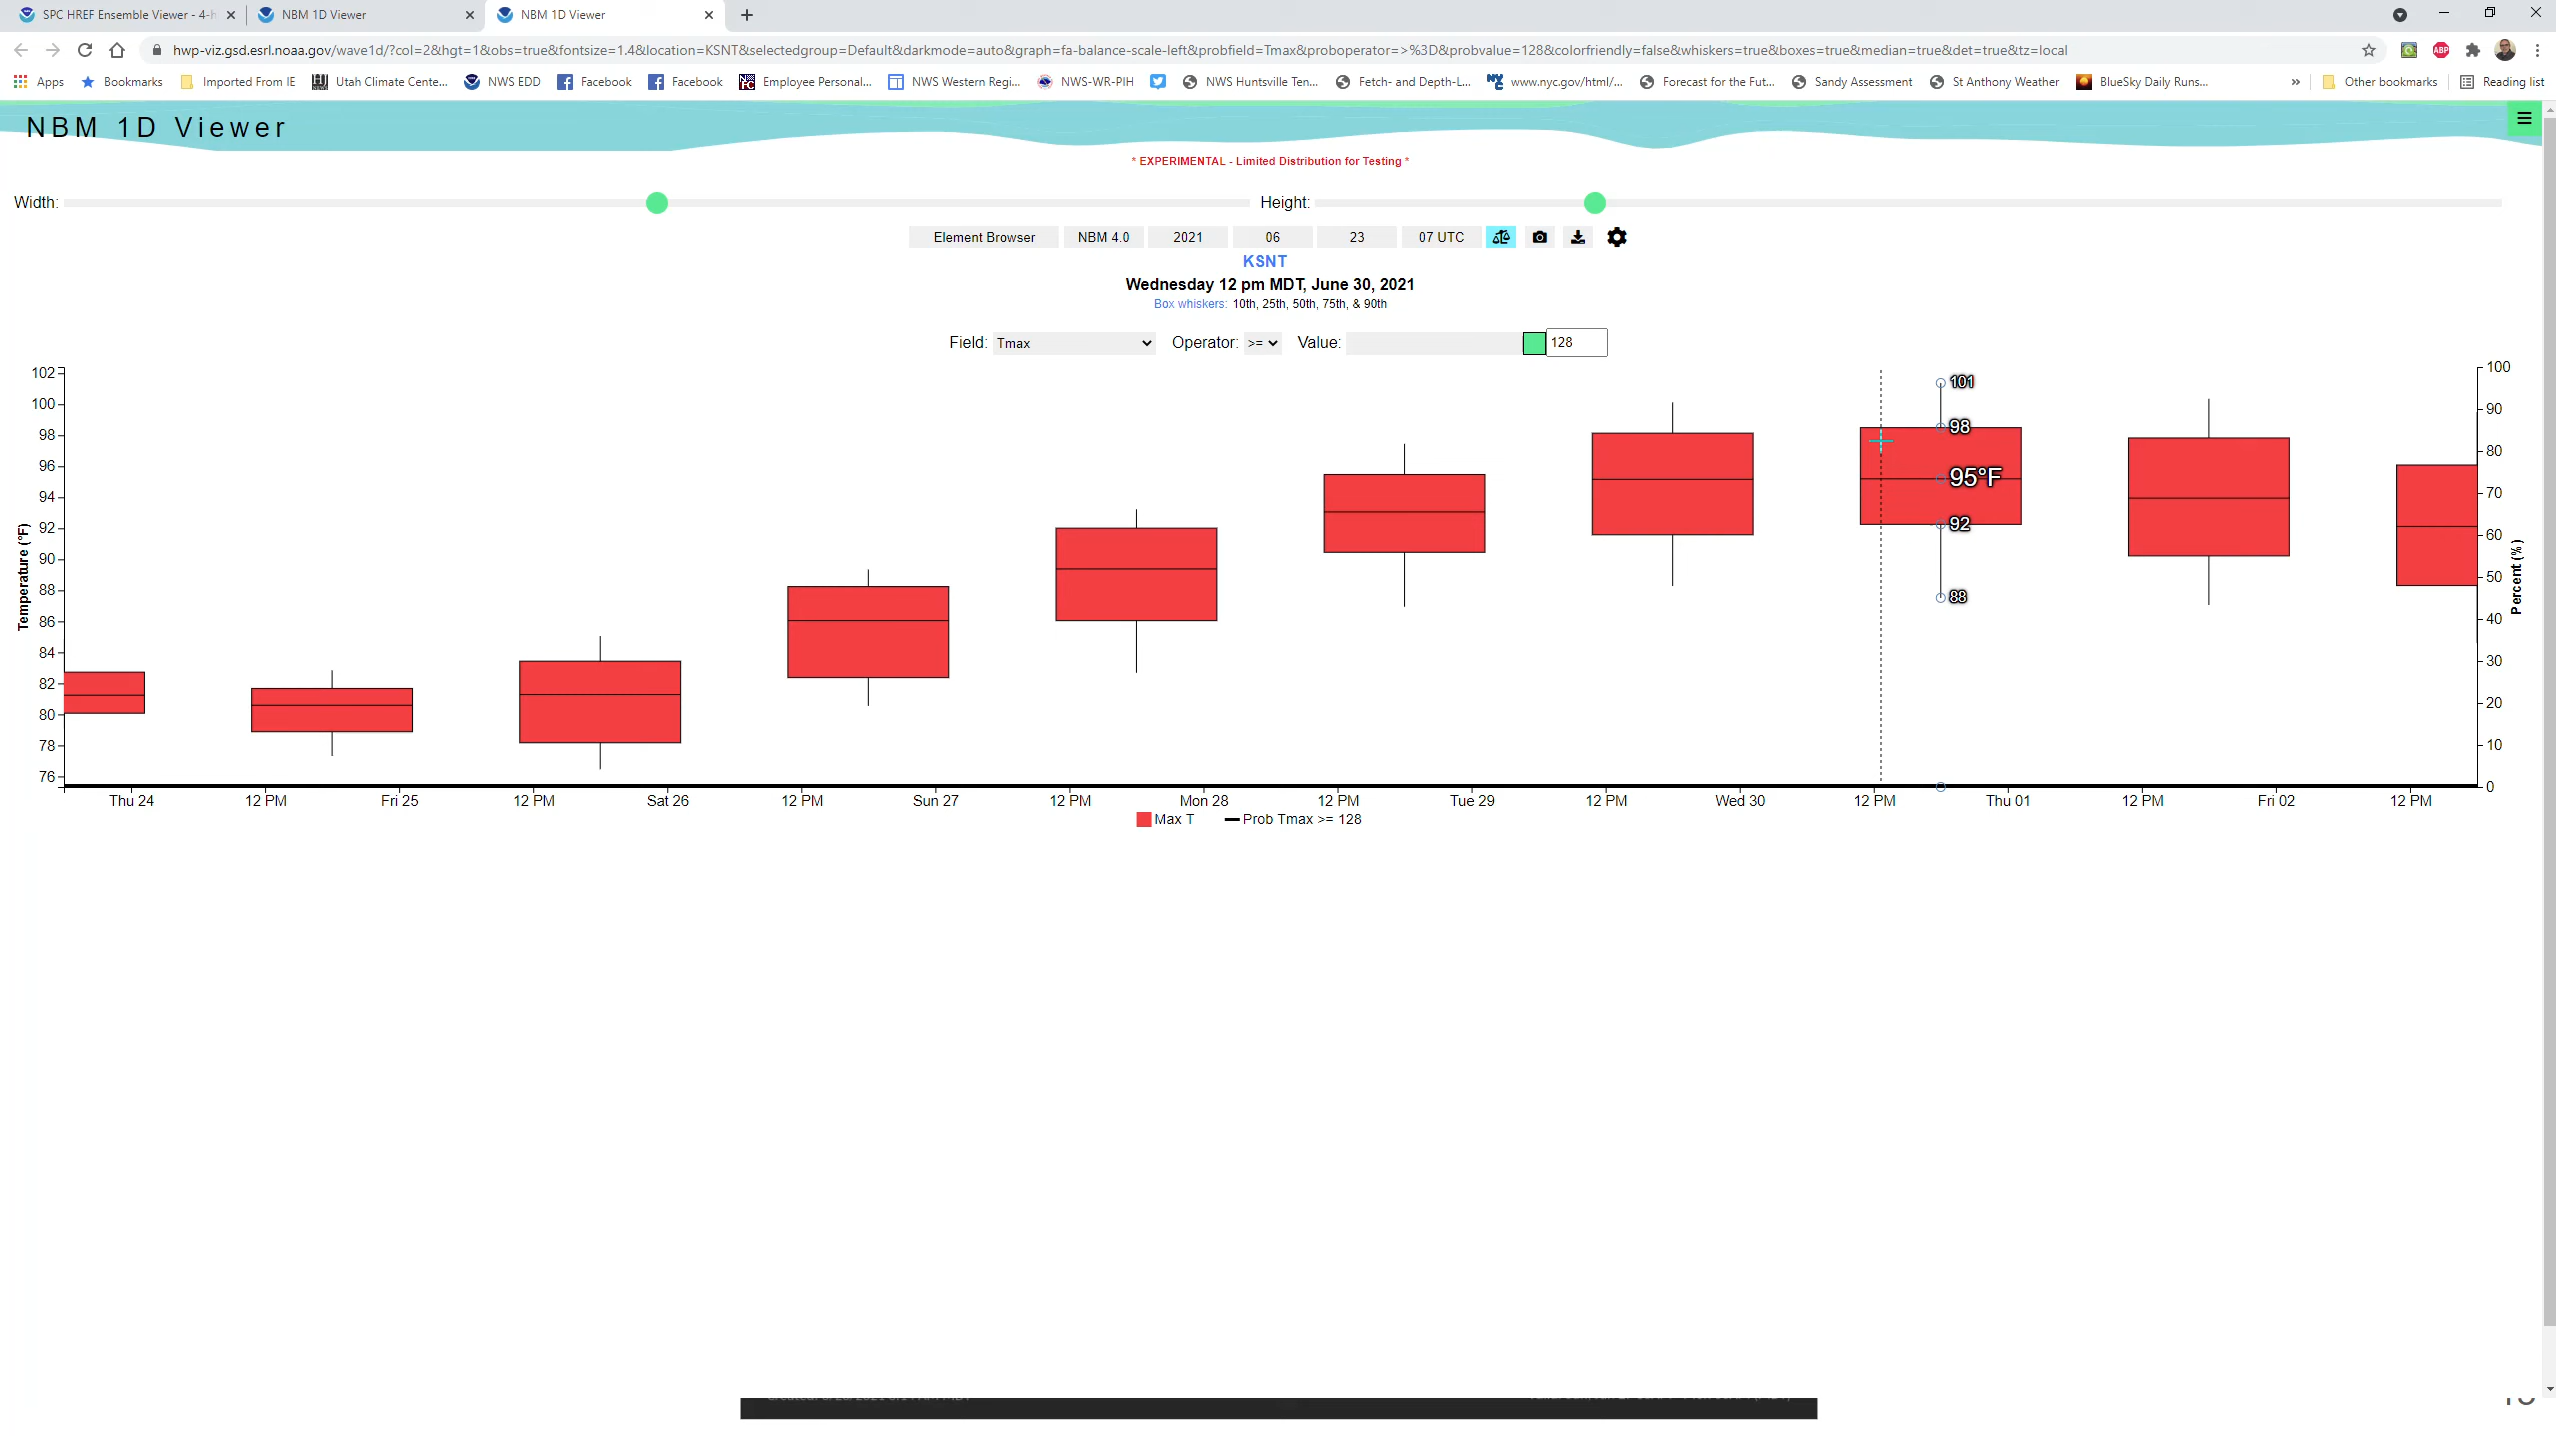 SPC HREF Ensemble Viewer - 4-h
NBM 1D Viewer
NBM 1D Viewer
hwp-viz.gsd.esrl.noaa.gov/wave1d/?col=2&hgt=1&obs=true&fontsize=1.4&location=KSNT&selectedgroup=Default&darkmode=auto&graph=fa-balance-scale-left&probfield=Tmax&proboperator=>%3D&probvalue=128&colorfriendly=false&whiskers=true&boxes=true&median=true&det=true&tz=local
ABP
Apps Bookmarks Imported From IE Utah Climate Cente... NWS EDD Facebook Facebook Employee Personal... NWS Western Regi... NWS-WR-PIH NWS Huntsville Ten... Fetch- and Depth-L... www.nyc.gov/html/... Forecast for the Fut... Sandy Assessment St Anthony Weather BlueSky Daily Runs... » Other bookmarks Reading list
NBM 1D Viewer
* EXPERIMENTAL - Limited Distribution for Testing *
Width: Height:
Element Browser NBM 4.0 2021 06 23 07 UTC
KSNT
Wednesday 12 pm MDT, June 30, 2021
Box whiskers: 10th, 25th, 50th, 75th, & 90th
Field: Tmax Operator: >= Value: 128
Temperature (°F)
102
100
98
96
94
92
90
88
86
84
82
80
78
76
101
98
95°F
92
88
100
90
80
70
60
50
40
30
20
10
0
Percent (%)
Thu 24 12 PM Fri 25 12 PM Sat 26 12 PM Sun 27 12 PM Mon 28 12 PM Tue 29 12 PM Wed 30 12 PM Thu 01 12 PM Fri 02 12 PM
Max T Prob Tmax >= 128